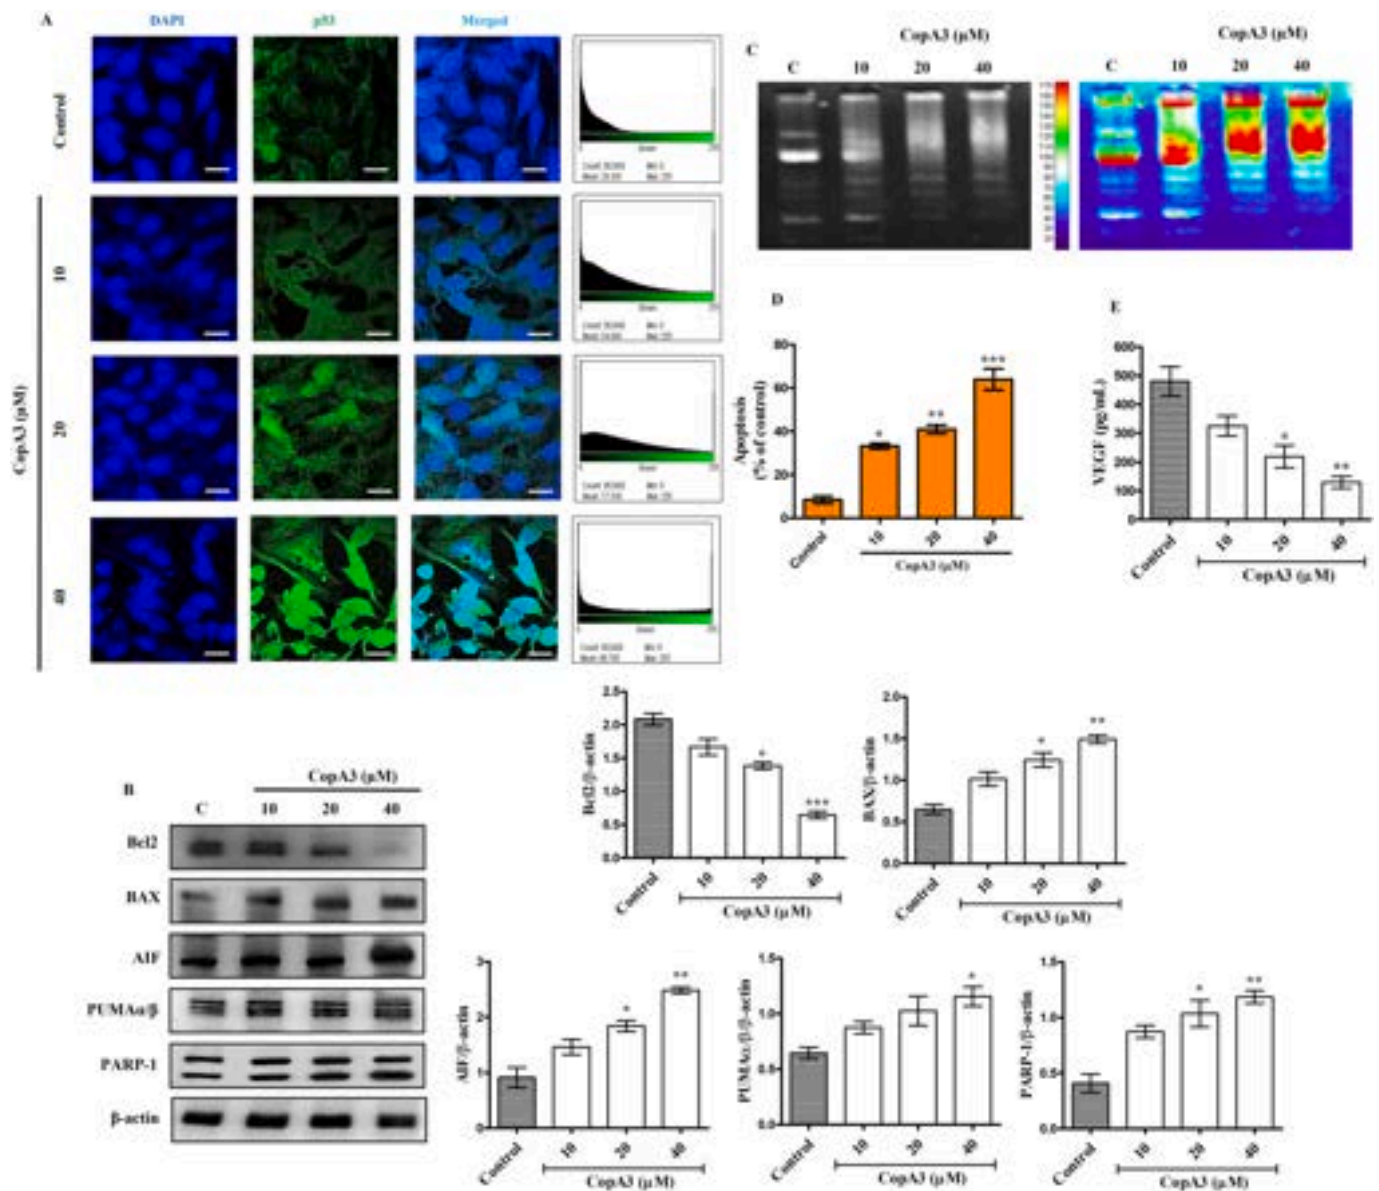 A
DAPI p53 Merged
Control
CopA3 (μM)
10
20
40
C
CopA3 (μM)
C 10 20 40
CopA3 (μM)
C 10 20 40
D
Apoptosis
(% of control)
80
60
40
20
0
* ** ***
Control 10 20 40
CopA3 (μM)
E
VEGF (pg/mL)
600
500
400
300
200
100
0
* **
Control 10 20 40
CopA3 (μM)
B
CopA3 (μM)
C 10 20 40
Bcl2
BAX
AIF
PUMAα/β
PARP-1
β-actin
Bcl2/β-actin
2.5
2.0
1.5
1.0
0.5
0.0
* ***
Control 10 20 40
CopA3 (μM)
BAX/β-actin
2.0
1.5
1.0
0.5
0.0
* **
Control 10 20 40
CopA3 (μM)
AIF/β-actin
3
2
1
0
* **
Control 10 20 40
CopA3 (μM)
PUMAα/β/β-actin
1.5
1.0
0.5
0.0
*
Control 10 20 40
CopA3 (μM)
PARP-1/β-actin
1.5
1.0
0.5
0.0
* **
Control 10 20 40
CopA3 (μM)